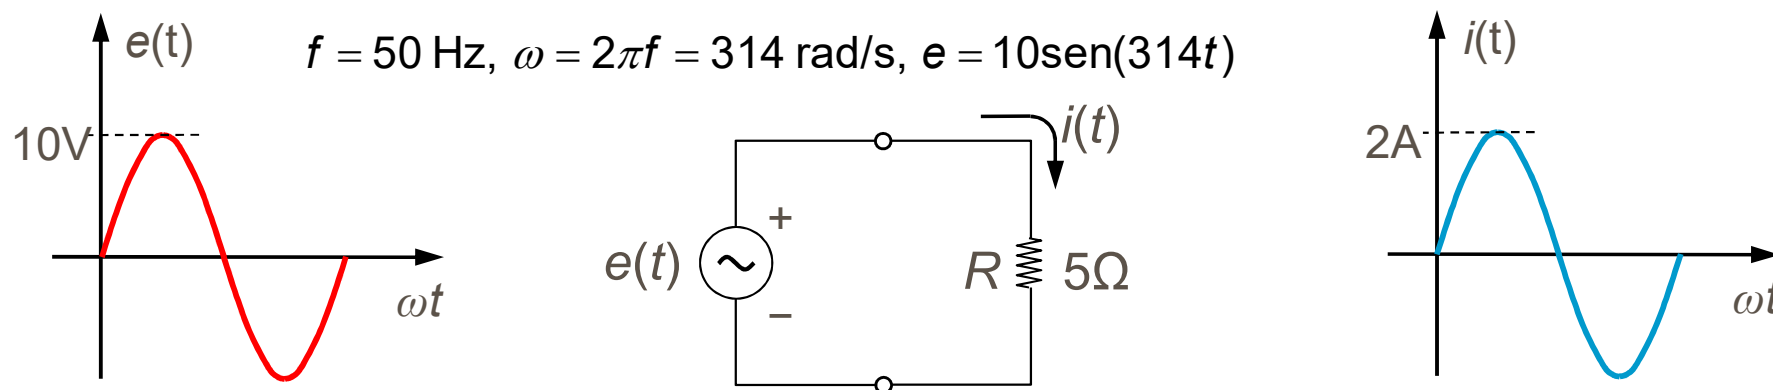 e(t)
f = 50 Hz, ω = 2πf = 314 rad/s, e = 10sen(314t)
i(t)
10V
i(t)
2A
+
e(t)
R
5Ω
−
ωt
ωt